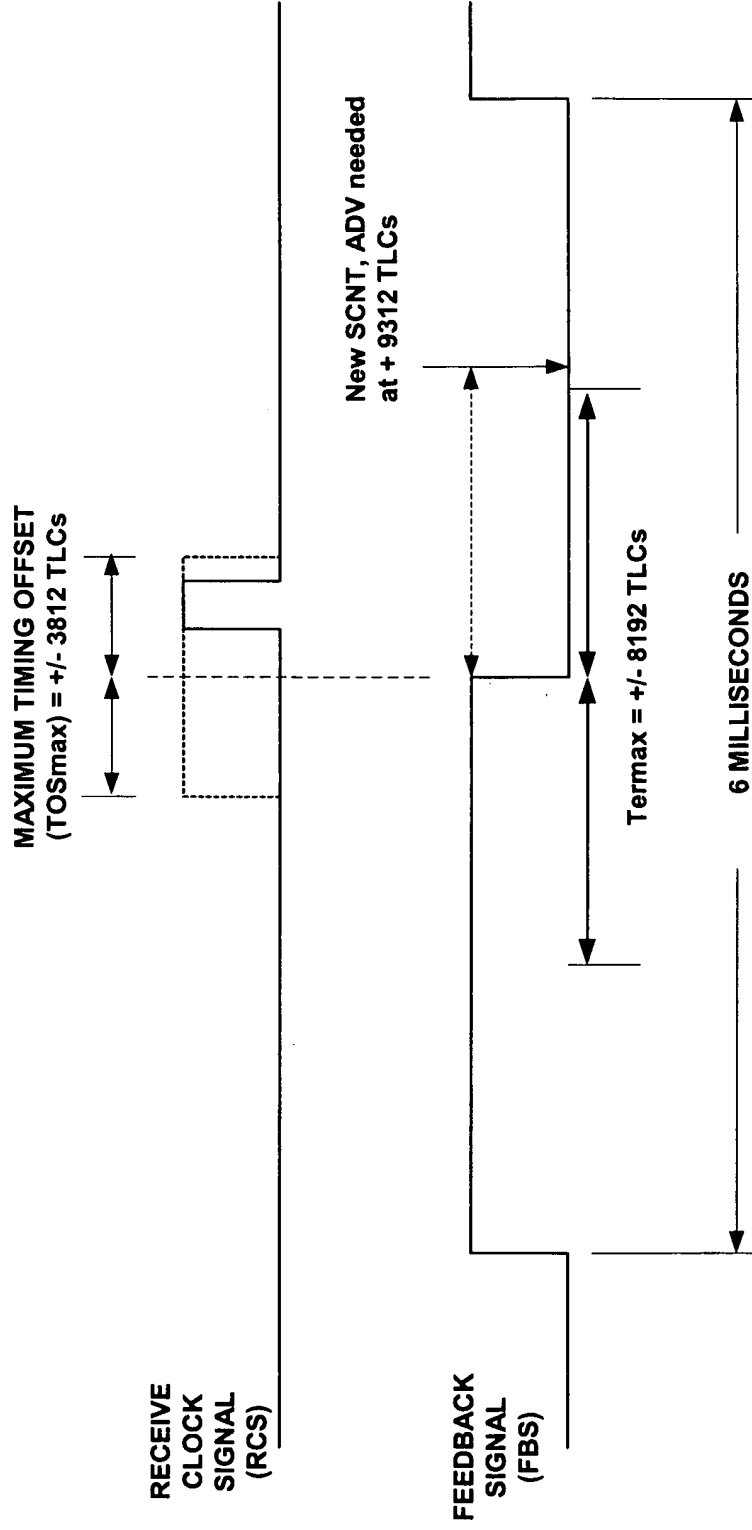 MAXIMUM TIMING OFFSET
(TOSmax) = +/- 3812 TLCs
RECEIVE
CLOCK
SIGNAL
(RCS)
New SCNT, ADV needed
at + 9312 TLCs
FEEDBACK
SIGNAL
(FBS)
Termax = +/- 8192 TLCs
6 MILLISECONDS